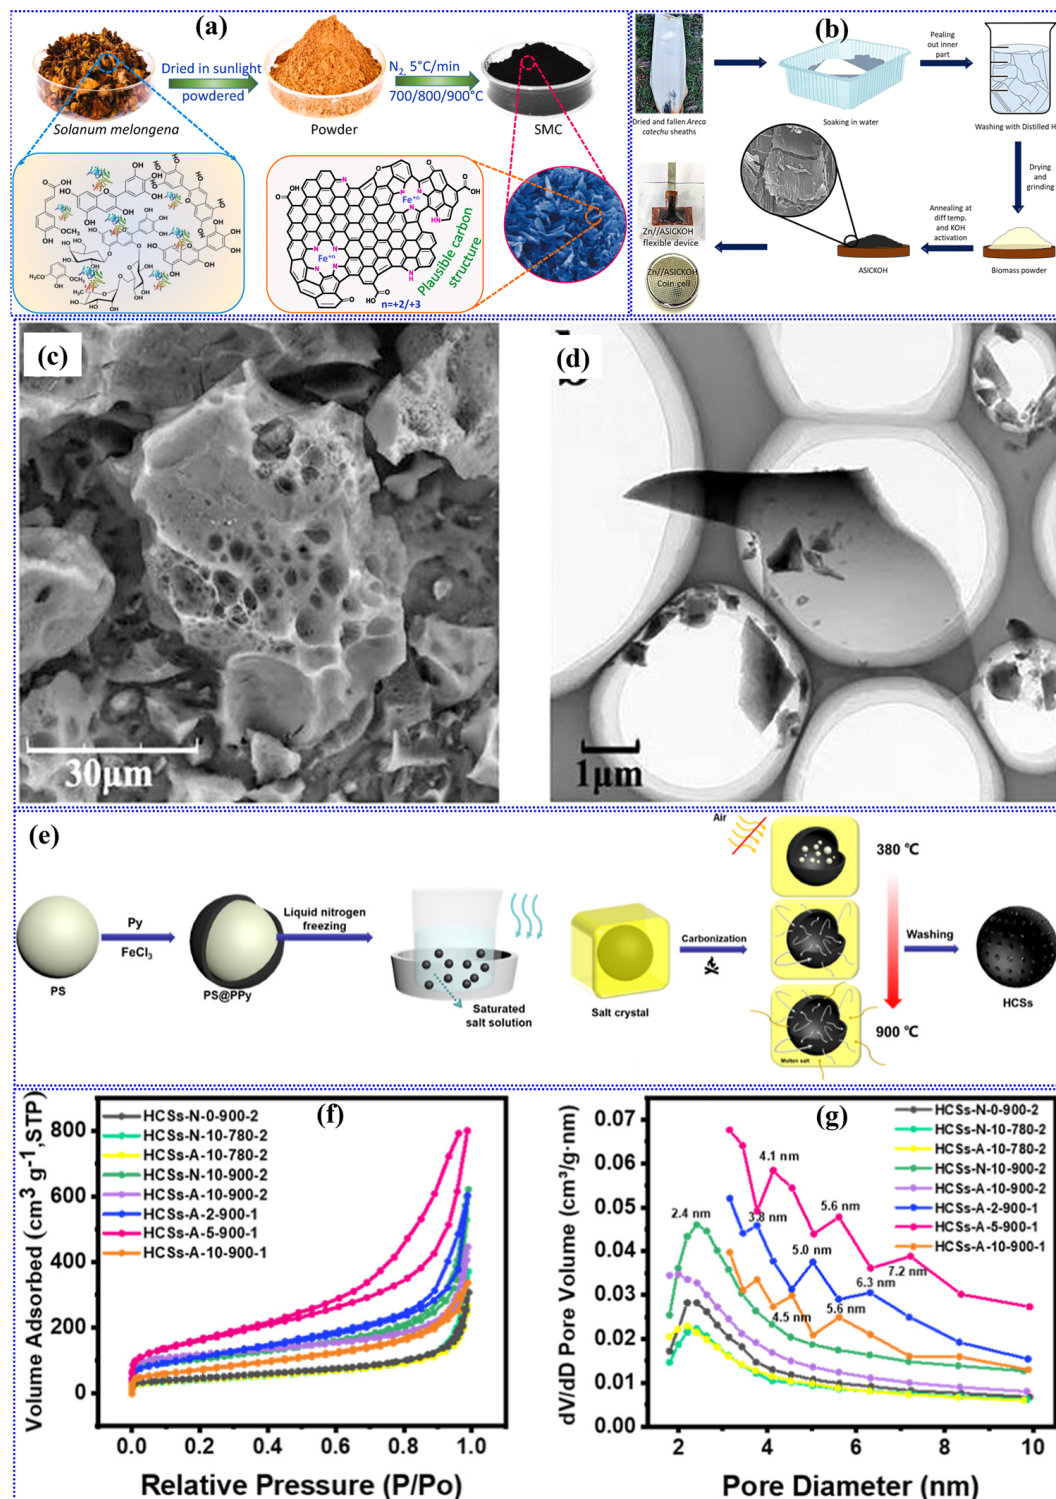 (a)
Dried in sunlight
powdered
N₂, 5°C/min
700/800/900°C
Solanum melongena
Powder
SMC
Fe⁺ⁿ
Fe⁺ⁿ
n=+2/+3
Plausible carbon
structure
(b)
Dried and fallen Areca
catechu sheaths
Soaking in water
Pealing
out inner
part
Washing with Distilled H
Drying
and
grinding
Biomass powder
Annealing at
diff temp.
and KOH
activation
ASICKOH
Zn//ASICKOH
flexible device
Zn//ASICKOH
Coin cell
(c)
30μm
(d)
1μm
(e)
PS
Py
FeCl₃
PS@PPy
Liquid nitrogen
freezing
Saturated
salt solution
Salt crystal
Carbonization
Air
380 ℃
900 ℃
Molten salt
Washing
HCSs
(f)
Volume Adsorbed (cm³ g⁻¹,STP)
800
600
400
200
0
HCSs-N-0-900-2
HCSs-N-10-780-2
HCSs-A-10-780-2
HCSs-N-10-900-2
HCSs-A-10-900-2
HCSs-A-2-900-1
HCSs-A-5-900-1
HCSs-A-10-900-1
0.0 0.2 0.4 0.6 0.8 1.0
Relative Pressure (P/Po)
(g)
dV/dD Pore Volume (cm³/g·nm)
0.07
0.06
0.05
0.04
0.03
0.02
0.01
0.00
HCSs-N-0-900-2
HCSs-N-10-780-2
HCSs-A-10-780-2
HCSs-N-10-900-2
HCSs-A-10-900-2
HCSs-A-2-900-1
HCSs-A-5-900-1
HCSs-A-10-900-1
4.1 nm
5.6 nm
2.4 nm
3.8 nm
5.0 nm
7.2 nm
6.3 nm
4.5 nm
5.6 nm
2 4 6 8 10
Pore Diameter (nm)